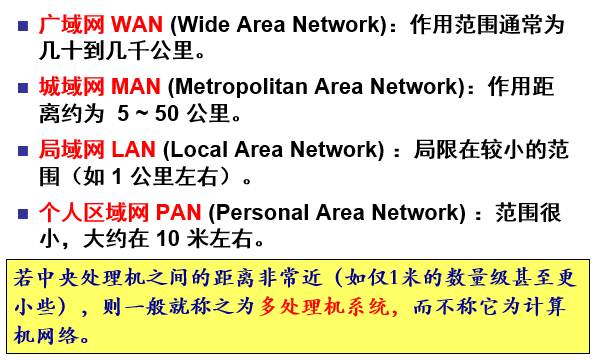 广域网 WAN (Wide Area Network)：作用范围通常为
几十到几千公里。
城域网 MAN (Metropolitan Area Network)：作用距
离约为 5 ~ 50 公里。
局域网 LAN (Local Area Network) ：局限在较小的范
围（如 1 公里左右）。
个人区域网 PAN (Personal Area Network) ：范围很
小，大约在 10 米左右。
若中央处理机之间的距离非常近（如仅1米的数量级甚至更
小些），则一般就称之为多处理机系统，而不称它为计算
机网络。